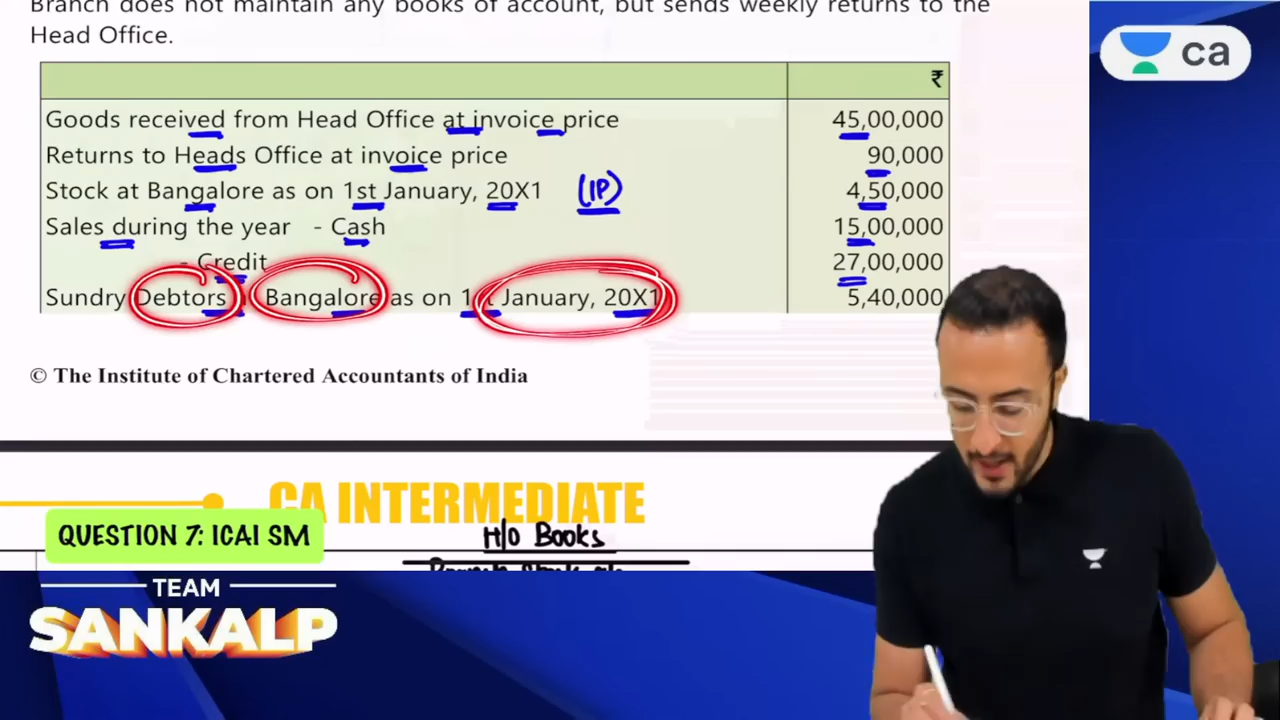 Branch does not maintain any books of account, but sends weekly returns to the
Head Office.
₹
Goods received from Head Office at invoice price 45,00,000
Returns to Heads Office at invoice price 90,000
Stock at Bangalore as on 1st January, 20X1 (IP) 4,50,000
Sales during the year - Cash 15,00,000
- Credit 27,00,000
Sundry Debtors Bangalore as on 1st January, 20X1 5,40,000
© The Institute of Chartered Accountants of India
CA INTERMEDIATE
QUESTION 7: ICAI SM
H/O Books
TEAM
SANKALP
ca